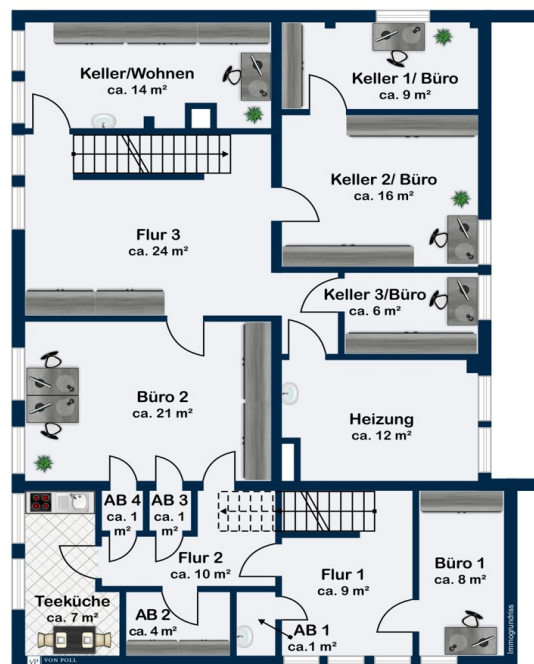 Keller/Wohnen
ca. 14 m²
Keller 1/ Büro
ca. 9 m²
Keller 2/ Büro
ca. 16 m²
Flur 3
ca. 24 m²
Keller 3/Büro
ca. 6 m²
Büro 2
ca. 21 m²
Heizung
ca. 12 m²
AB 4
ca. 1
m²
AB 3
ca. 1
m²
Flur 2
ca. 10 m²
Flur 1
ca. 9 m²
Büro 1
ca. 8 m²
Teeküche
ca. 7 m²
AB 2
ca. 4 m²
AB 1
ca.1 m²
VP VON POLL
Immogrundriss